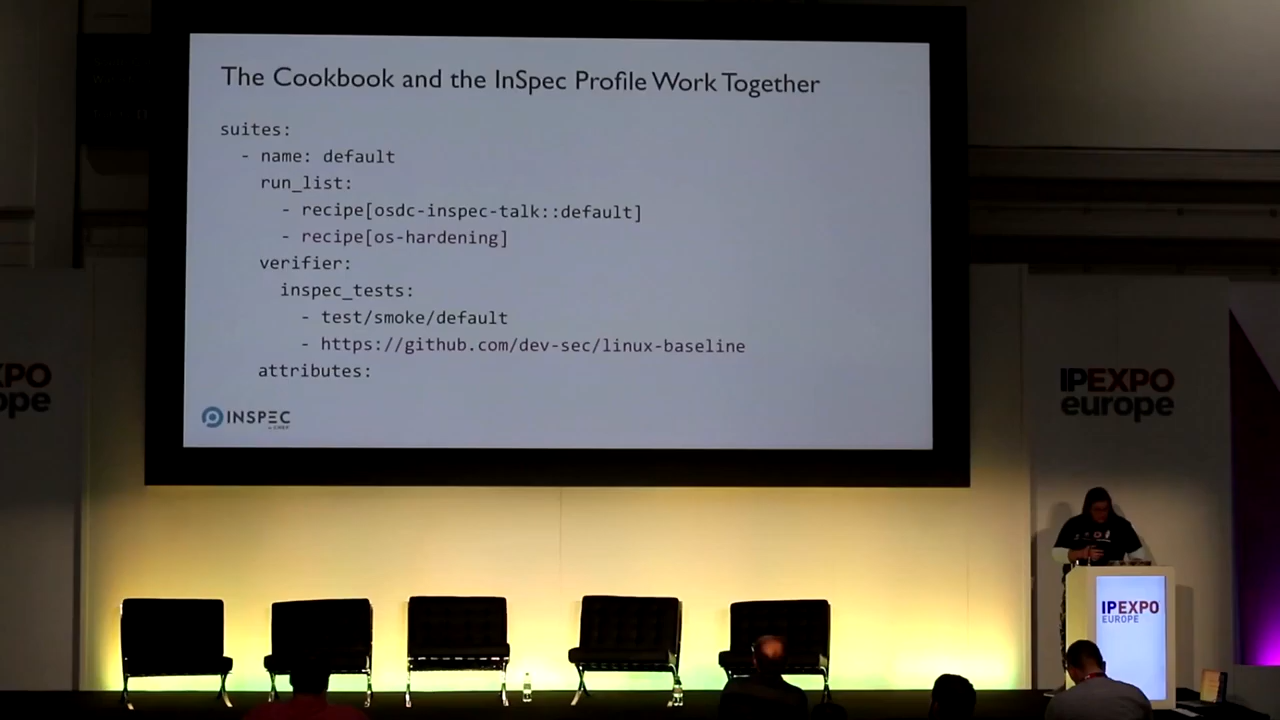 The Cookbook and the InSpec Profile Work Together
suites:
- name: default
run_list:
- recipe[osdc-inspec-talk::default]
- recipe[os-hardening]
verifier:
inspec_tests:
- test/smoke/default
- https://github.com/dev-sec/linux-baseline
attributes:
INSPEC
XPO
ope
IPEXPO
europe
IPEXPO
EUROPE